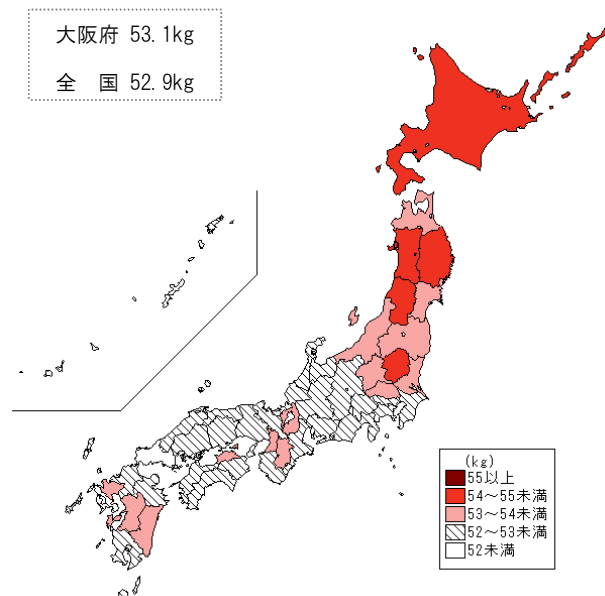 大阪府 53.1kg
全　国 52.9kg
(kg)
55以上
54～55未満
53～54未満
52～53未満
52未満